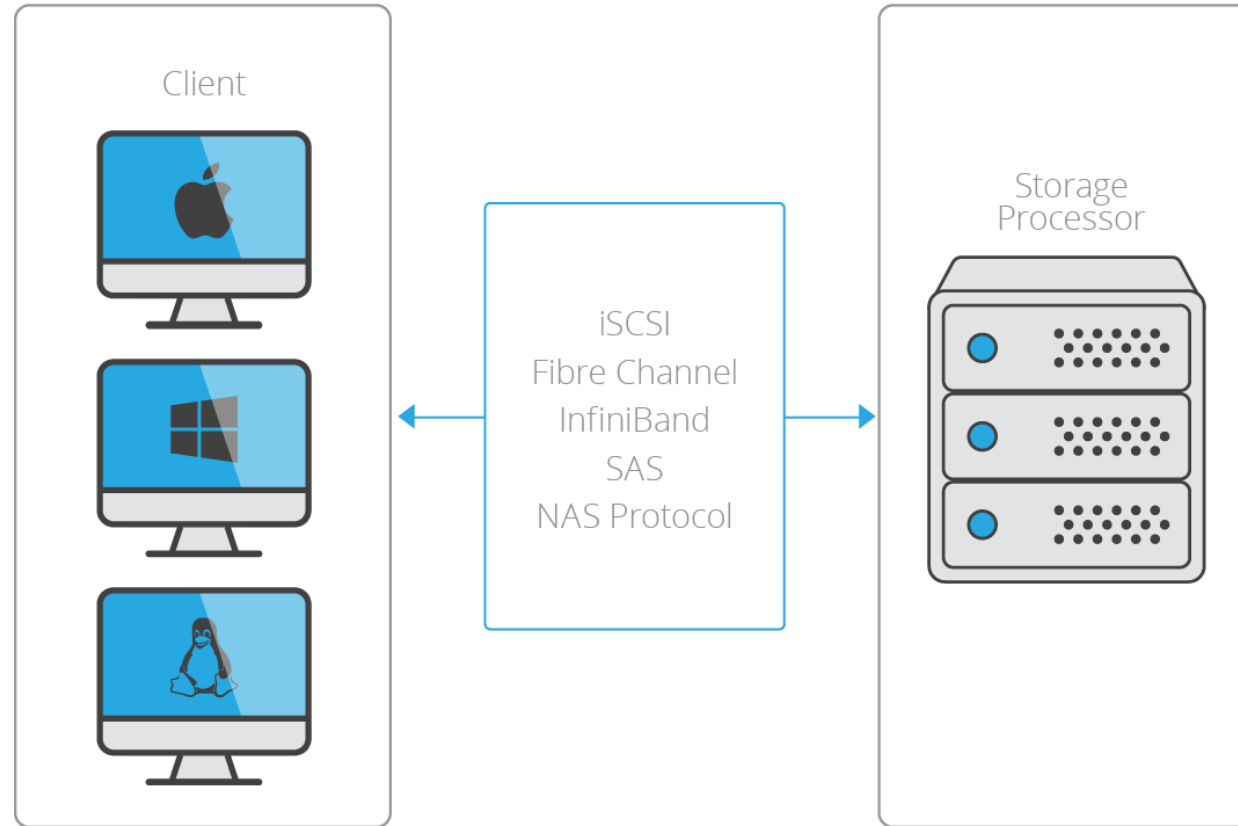 Client
Storage
Processor
iSCSI
Fibre Channel
InfiniBand
SAS
NAS Protocol